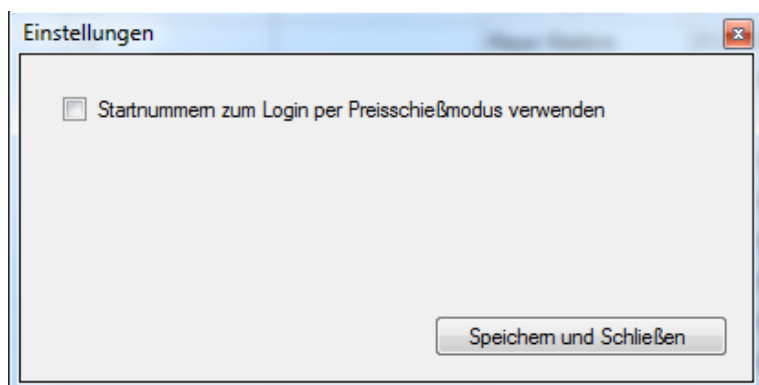 Einstellungen
Startnummern zum Login per Preisschießmodus verwenden
Speichern und Schließen